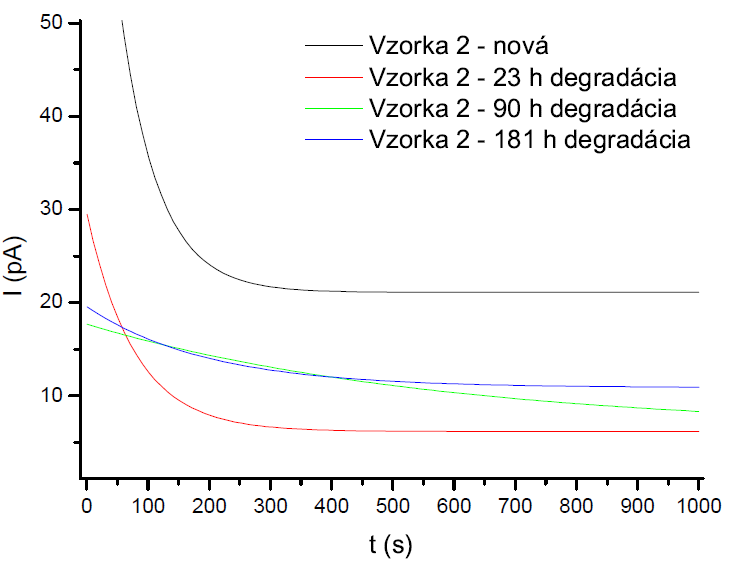 50
Vzorka 2 - nová
Vzorka 2 - 23 h degradácia
Vzorka 2 - 90 h degradácia
Vzorka 2 - 181 h degradácia
40
30
I (pA)
20
10
0 100 200 300 400 500 600 700 800 900 1000
t (s)